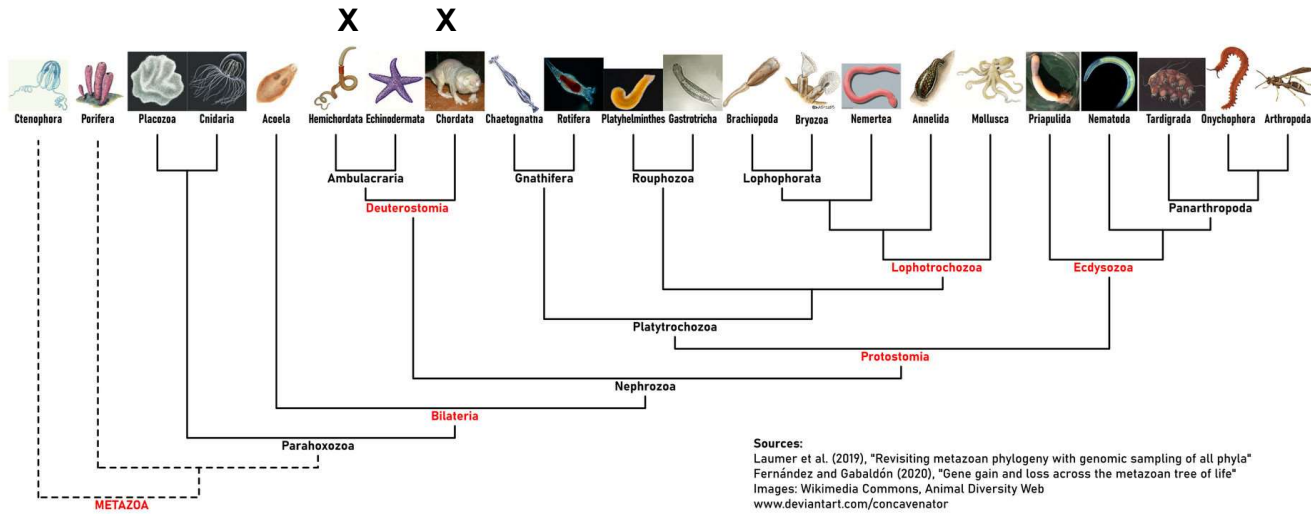 X X
Ctenophora Porifera Placozoa Cnidaria Acoela Hemichordata Echinodermata Chordata Chaetognatna Rotifera Platyhelminthes Gastrotricha Brachiopoda Bryozoa Nemertea Annelida Mollusca Priapulida Nematoda Tardigrada Onychophora Arthropoda
Ambulacraria Gnathifera Rouphozoa Lophophorata
Deuterostomia Panarthropoda
Lophotrochozoa Ecdysozoa
Platytrochozoa
Protostomia
Nephrozoa
Bilateria
Parahoxozoa
Sources:
Laumer et al. (2019), "Revisiting metazoan phylogeny with genomic sampling of all phyla"
Fernández and Gabaldón (2020), "Gene gain and loss across the metazoan tree of life"
Images: Wikimedia Commons, Animal Diversity Web
www.deviantart.com/concavenator
METAZOA